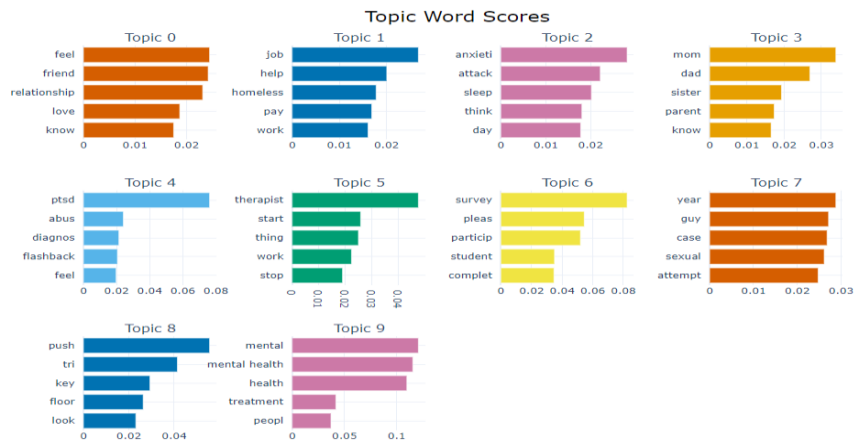 Topic Word Scores
Topic 0
feel
friend
relationship
love
know
0 0.01 0.02
Topic 1
job
help
homeless
pay
work
0 0.01 0.02
Topic 2
anxieti
attack
sleep
think
day
0 0.01 0.02
Topic 3
mom
dad
sister
parent
know
0 0.01 0.02 0.03
Topic 4
ptsd
abus
diagnos
flashback
feel
0 0.02 0.04 0.06 0.08
Topic 5
therapist
start
thing
work
stop
0 01 02 03 04
Topic 6
survey
pleas
particip
student
complet
0 0.02 0.04 0.06 0.08
Topic 7
year
guy
case
sexual
attempt
0 0.01 0.02 0.03
Topic 8
push
tri
key
floor
look
0 0.02 0.04
Topic 9
mental
mental health
health
treatment
peopl
0 0.05 0.1